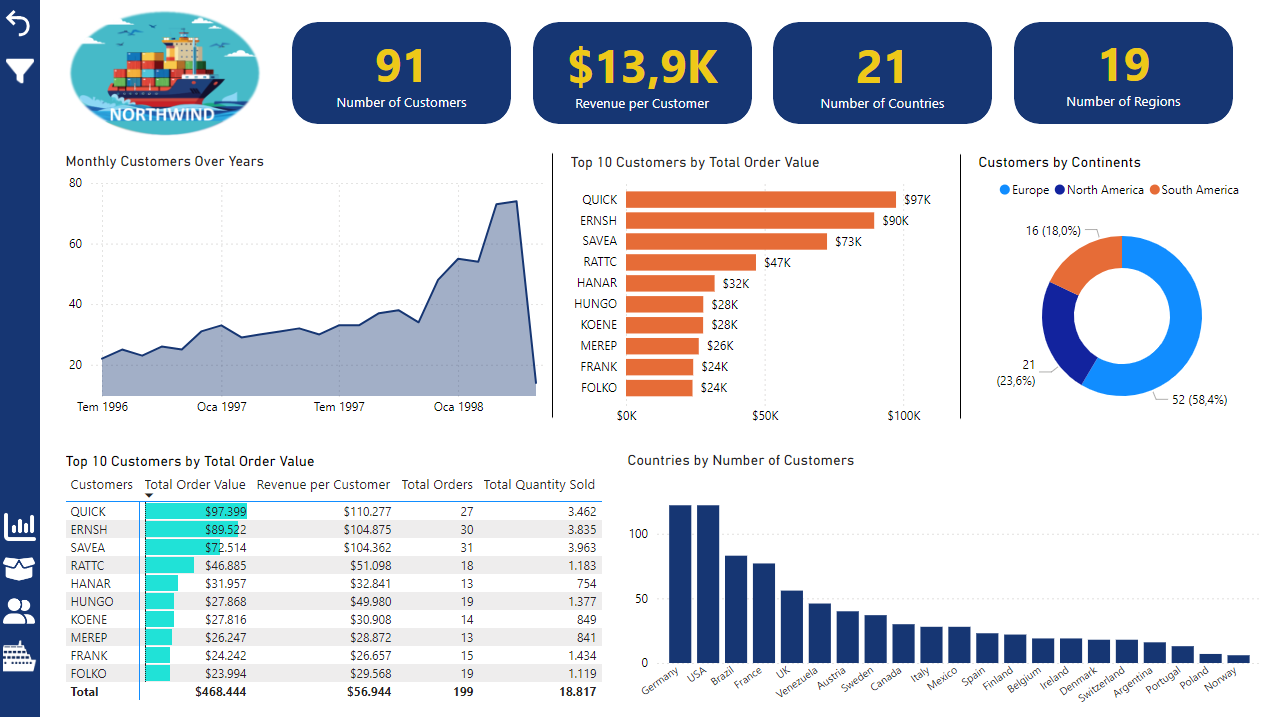 NORTHWIND
91
Number of Customers
$13,9K
Revenue per Customer
21
Number of Countries
19
Number of Regions
Monthly Customers Over Years
80
60
40
20
Tem 1996 Oca 1997 Tem 1997 Oca 1998
Top 10 Customers by Total Order Value
QUICK $97K
ERNSH $90K
SAVEA $73K
RATTC $47K
HANAR $32K
HUNGO $28K
KOENE $28K
MEREP $26K
FRANK $24K
FOLKO $24K
$0K $50K $100K
Customers by Continents
Europe North America South America
16 (18,0%)
21
(23,6%)
52 (58,4%)
Top 10 Customers by Total Order Value
Customers Total Order Value Revenue per Customer Total Orders Total Quantity Sold
QUICK $97.399 $110.277 27 3.462
ERNSH $89.522 $104.875 30 3.835
SAVEA $72.514 $104.362 31 3.963
RATTC $46.885 $51.098 18 1.183
HANAR $31.957 $32.841 13 754
HUNGO $27.868 $49.980 19 1.377
KOENE $27.816 $30.908 14 849
MEREP $26.247 $28.872 13 841
FRANK $24.242 $26.657 15 1.434
FOLKO $23.994 $29.568 19 1.119
Total $468.444 $56.944 199 18.817
Countries by Number of Customers
100
50
0
Germany USA Brazil France UK Venezuela Austria Sweden Canada Italy Mexico Spain Finland Belgium Ireland Denmark Switzerland Argentina Portugal Poland Norway